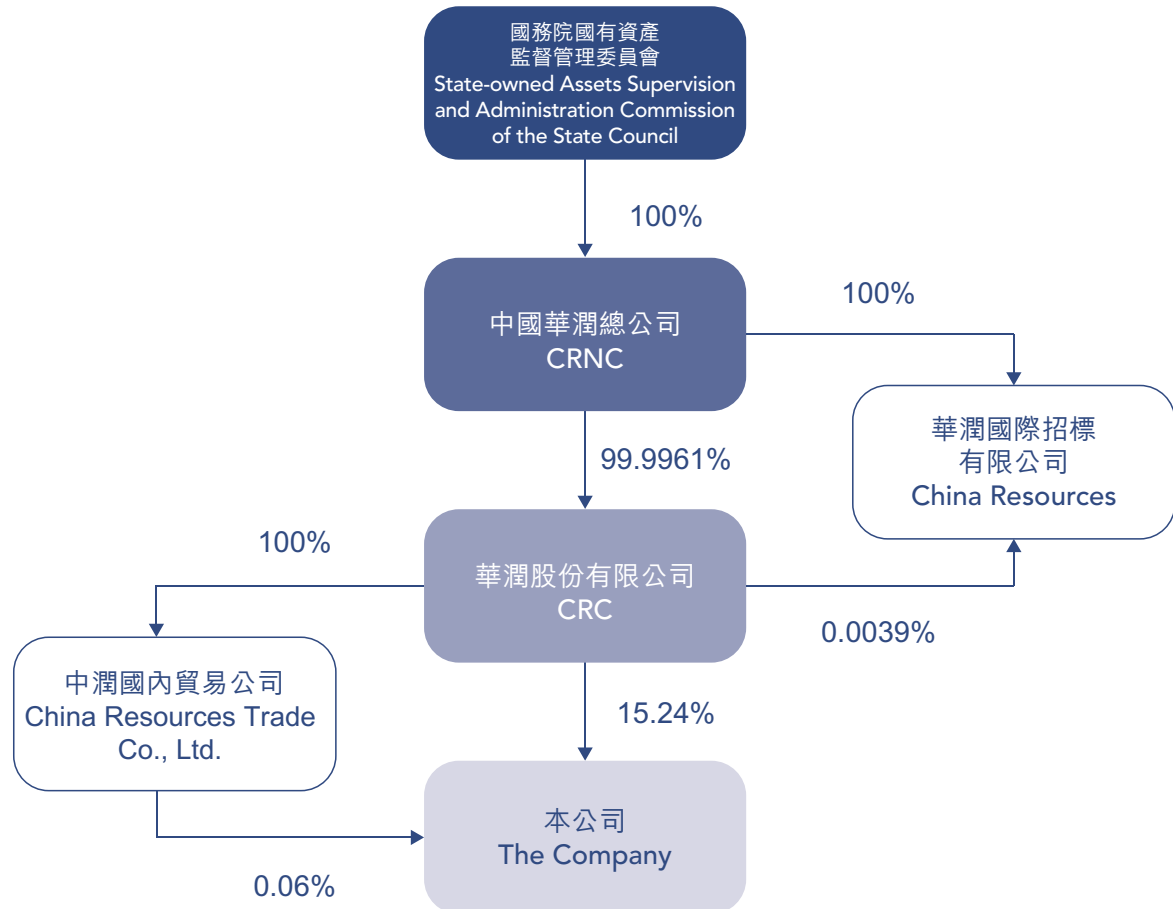 國務院國有資產
監督管理委員會
State-owned Assets Supervision
and Administration Commission
of the State Council
100%
中國華潤總公司
CRNC
100%
華潤國際招標
有限公司
China Resources
99.9961%
100%
華潤股份有限公司
CRC
0.0039%
中潤國內貿易公司
China Resources Trade
Co., Ltd.
15.24%
本公司
The Company
0.06%